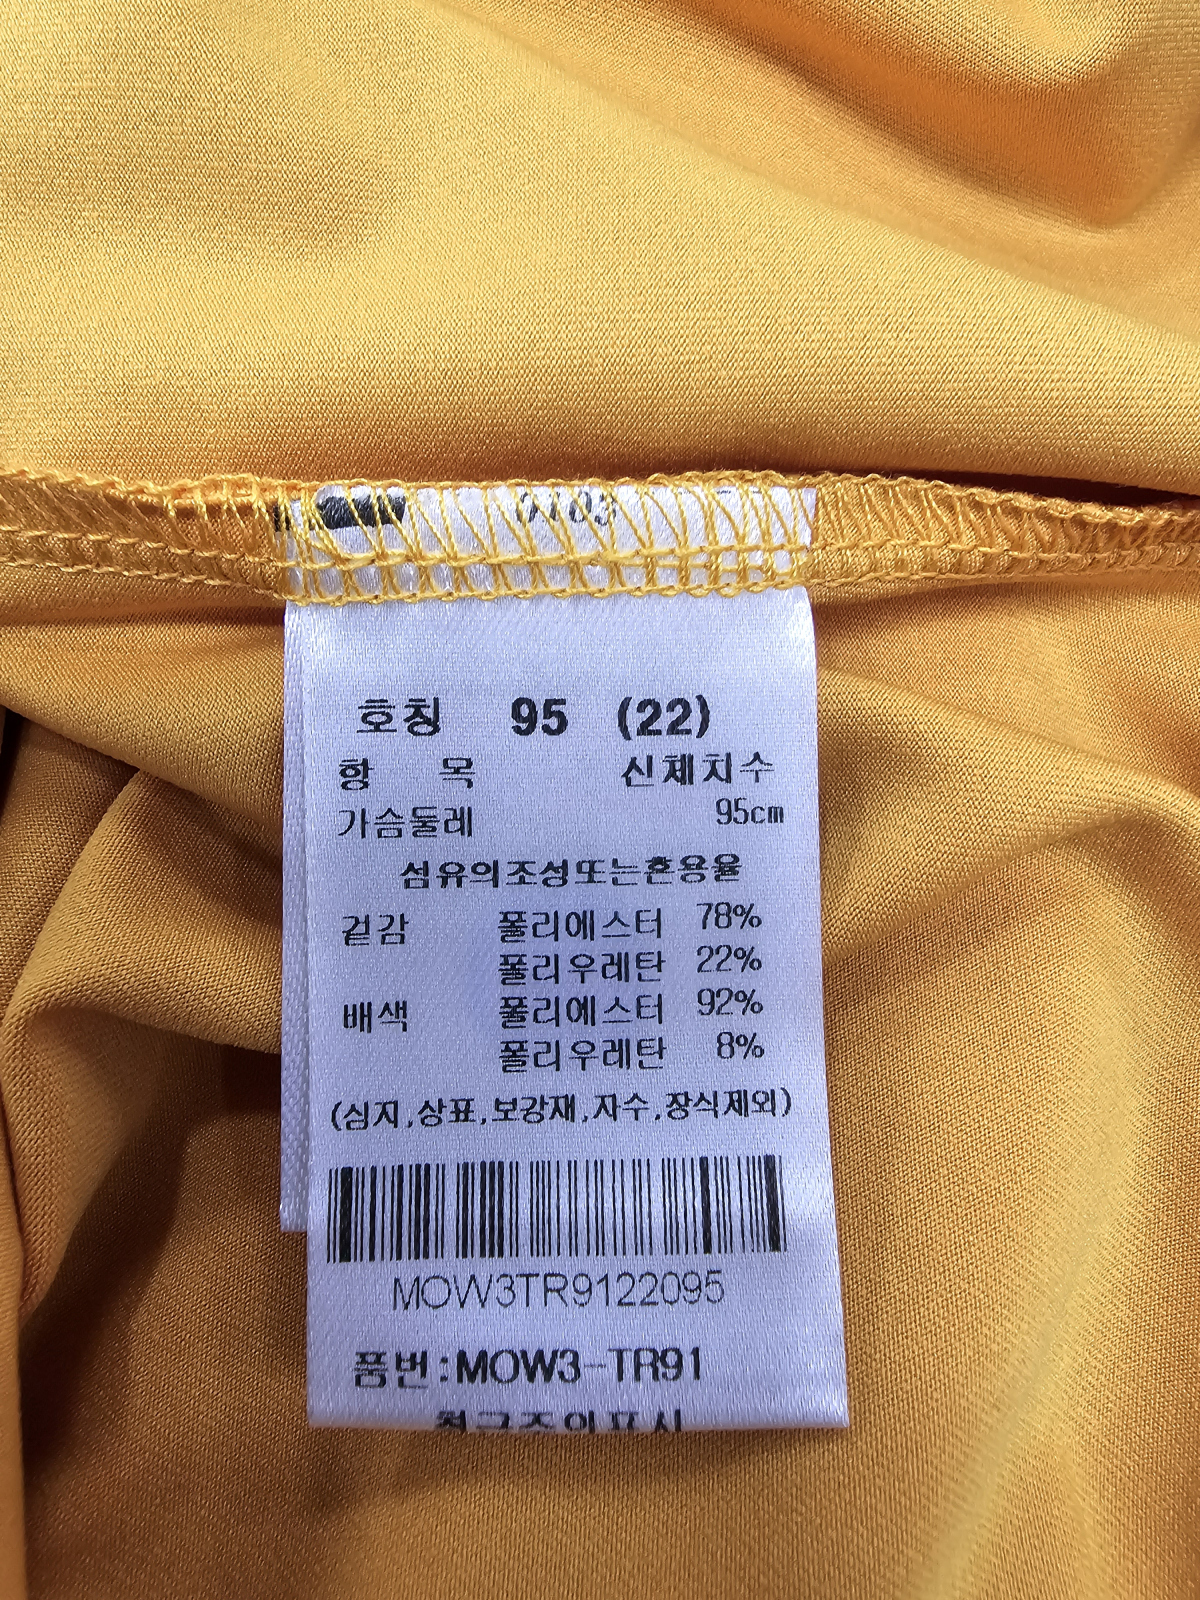 호칭 95 (22)
항 목 신체치수
가슴둘레 95cm
섬유의조성또는혼용율
겉감 폴리에스터 78%
폴리우레탄 22%
배색 폴리에스터 92%
폴리우레탄 8%
(심지,상표,보강재,자수,장식제외)
MOW3TR9122095
품번:MOW3-TR91